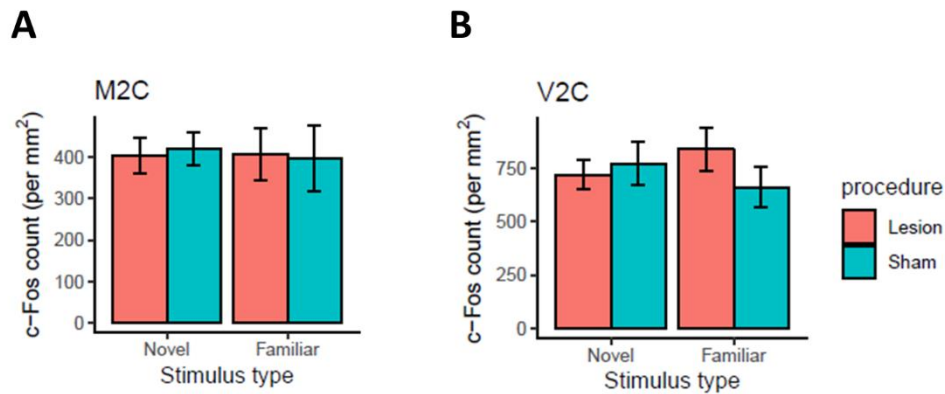 A
M2C
c−Fos count (per mm²)
400
300
200
100
0
Novel
Familiar
Stimulus type
B
V2C
c−Fos count (per mm²)
750
500
250
0
Novel
Familiar
Stimulus type
procedure
Lesion
Sham